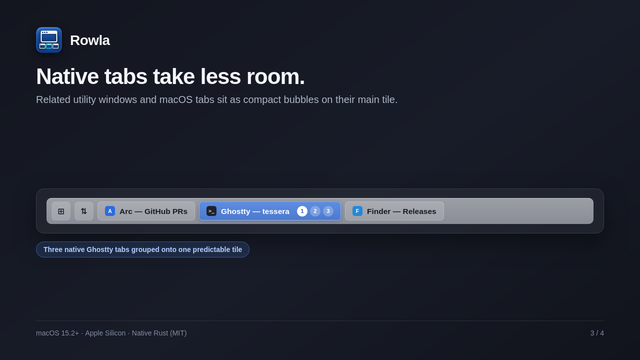 Rowla
Native tabs take less room.
Related utility windows and macOS tabs sit as compact bubbles on their main tile.
A Arc — GitHub PRs >_ Ghostty — tessera 1 2 3 F Finder — Releases
Three native Ghostty tabs grouped onto one predictable tile
macOS 15.2+ · Apple Silicon · Native Rust (MIT) 3 / 4